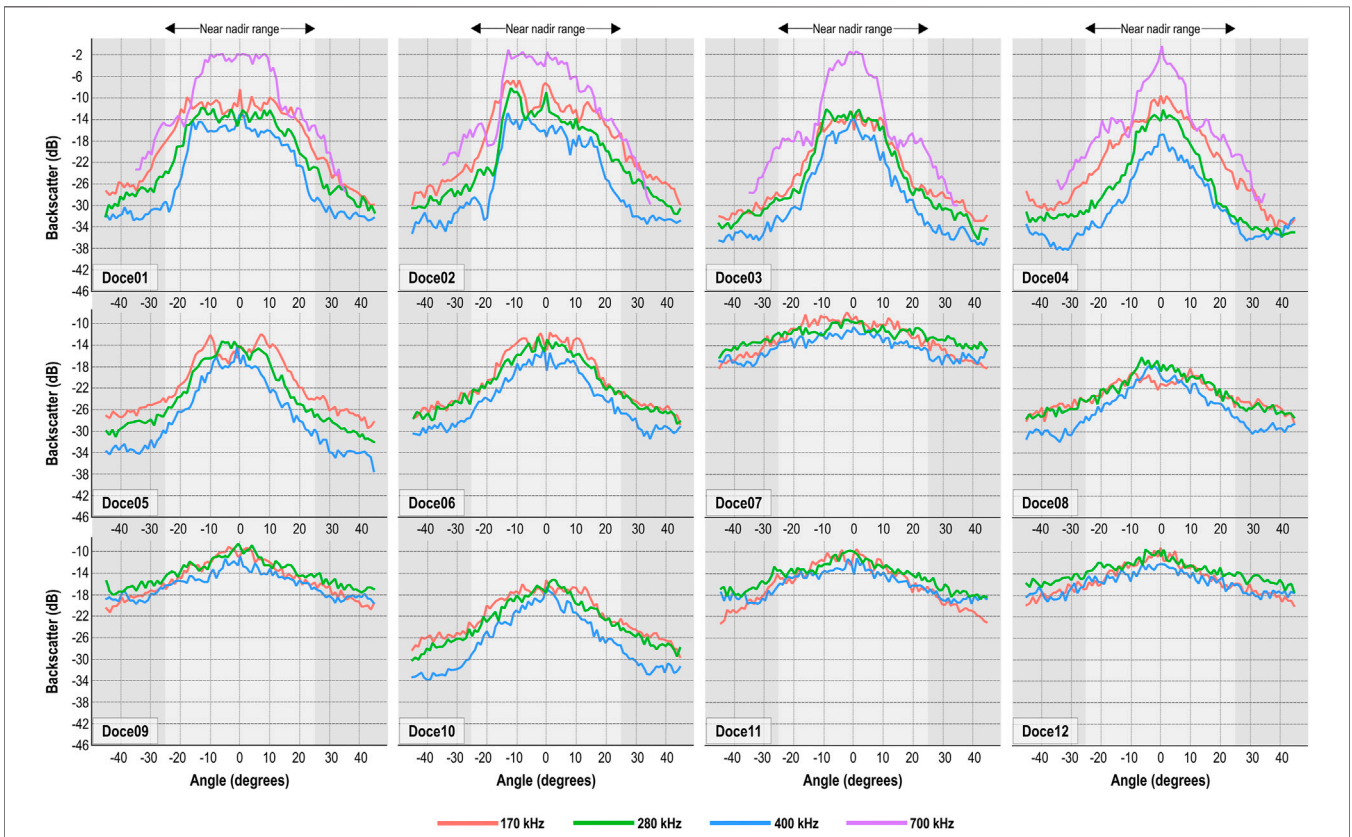 Near nadir range Near nadir range Near nadir range Near nadir range
Backscatter (dB)
-2
-6
-10
-14
-18
-22
-26
-30
-34
-38
-42
-46
Doce01 Doce02 Doce03 Doce04
-40 -30 -20 -10 0 10 20 30 40 -40 -30 -20 -10 0 10 20 30 40 -40 -30 -20 -10 0 10 20 30 40 -40 -30 -20 -10 0 10 20 30 40
Backscatter (dB)
-10
-14
-18
-22
-26
-30
-34
-38
-42
-46
Doce05 Doce06 Doce07 Doce08
-40 -30 -20 -10 0 10 20 30 40 -40 -30 -20 -10 0 10 20 30 40 -40 -30 -20 -10 0 10 20 30 40 -40 -30 -20 -10 0 10 20 30 40
Backscatter (dB)
-10
-14
-18
-22
-26
-30
-34
-38
-42
-46
Doce09 Doce10 Doce11 Doce12
-40 -30 -20 -10 0 10 20 30 40 -40 -30 -20 -10 0 10 20 30 40 -40 -30 -20 -10 0 10 20 30 40 -40 -30 -20 -10 0 10 20 30 40
Angle (degrees) Angle (degrees) Angle (degrees) Angle (degrees)
170 kHz 280 kHz 400 kHz 700 kHz